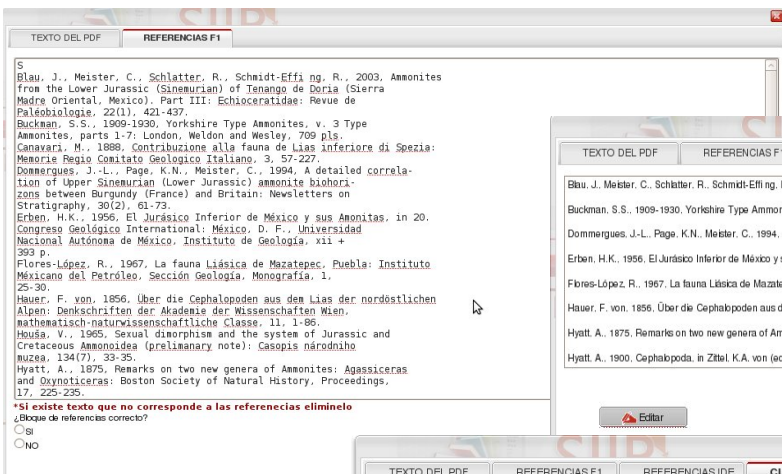 TEXTO DEL PDF
REFERENCIAS F1
S
Blau, J., Meister, C., Schlatter, R., Schmidt-Effi ng, R., 2003, Ammonites
from the Lower Jurassic (Sinemurian) of Tenango de Doria (Sierra
Madre Oriental, Mexico). Part III: Echioceratidae: Revue de
Paléobiologie, 22(1), 421-437.
Buckman, S.S., 1909-1930, Yorkshire Type Ammonites, v. 3 Type
Ammonites, parts 1-7: London, Weldon and Wesley, 709 pls.
Canavari, M., 1888, Contribuzione alla fauna de Lias inferiore di Spezia:
Memorie Regio Comitato Geologico Italiano, 3, 57-227.
Dommergues, J.-L., Page, K.N., Meister, C., 1994, A detailed correla-
tion of Upper Sinemurian (Lower Jurassic) ammonite biohori-
zons between Burgundy (France) and Britain: Newsletters on
Stratigraphy, 30(2), 61-73.
Erben, H.K., 1956, El Jurásico Inferior de México y sus Amonitas, in 20.
Congreso Geológico International: México, D. F., Universidad
Nacional Autónoma de México, Instituto de Geología, xii +
393 p.
Flores-López, R., 1967, La fauna Liásica de Mazatepec, Puebla: Instituto
Méxicano del Petróleo, Sección Geología, Monografía, 1,
25-30.
Hauer, F. von, 1856, Über die Cephalopoden aus dem Lias der nordöstlichen
Alpen: Denkschriften der Akademie der Wissenschaften Wien,
mathematisch-naturwissenschaftliche Classe, 11, 1-86.
Houša, V., 1965, Sexual dimorphism and the system of Jurassic and
Cretaceous Ammonoidea (prelimanary note): Casopis národniho
muzea, 134(7), 33-35.
Hyatt, A., 1875, Remarks on two new genera of Ammonites: Agassiceras
and Oxynoticeras: Boston Society of Natural History, Proceedings,
17, 225-235.
*Si existe texto que no corresponde a las referenecias eliminelo
¿Bloque de referencias correcto?
SI
NO
TEXTO DEL PDF
REFERENCIAS F
Blau, J., Meister, C., Schlatter, R., Schmidt-Effi ng,
Buckman, S.S., 1909-1930, Yorkshire Type Ammon
Dommergues, J.-L., Page, K.N., Meister, C., 1994,
Erben, H.K., 1956, El Jurásico Inferior de México y s
Flores-López, R., 1967, La fauna Liásica de Mazate
Hauer, F. von, 1856, Über die Cephalopoden aus d
Hyatt, A., 1875, Remarks on two new genera of Am
Hyatt, A., 1900, Cephalopoda, in Zittel, K.A. von (ed
Editar
TEXTO DEL PDF
REFERENCIAS F1
REFERENCIAS IDE